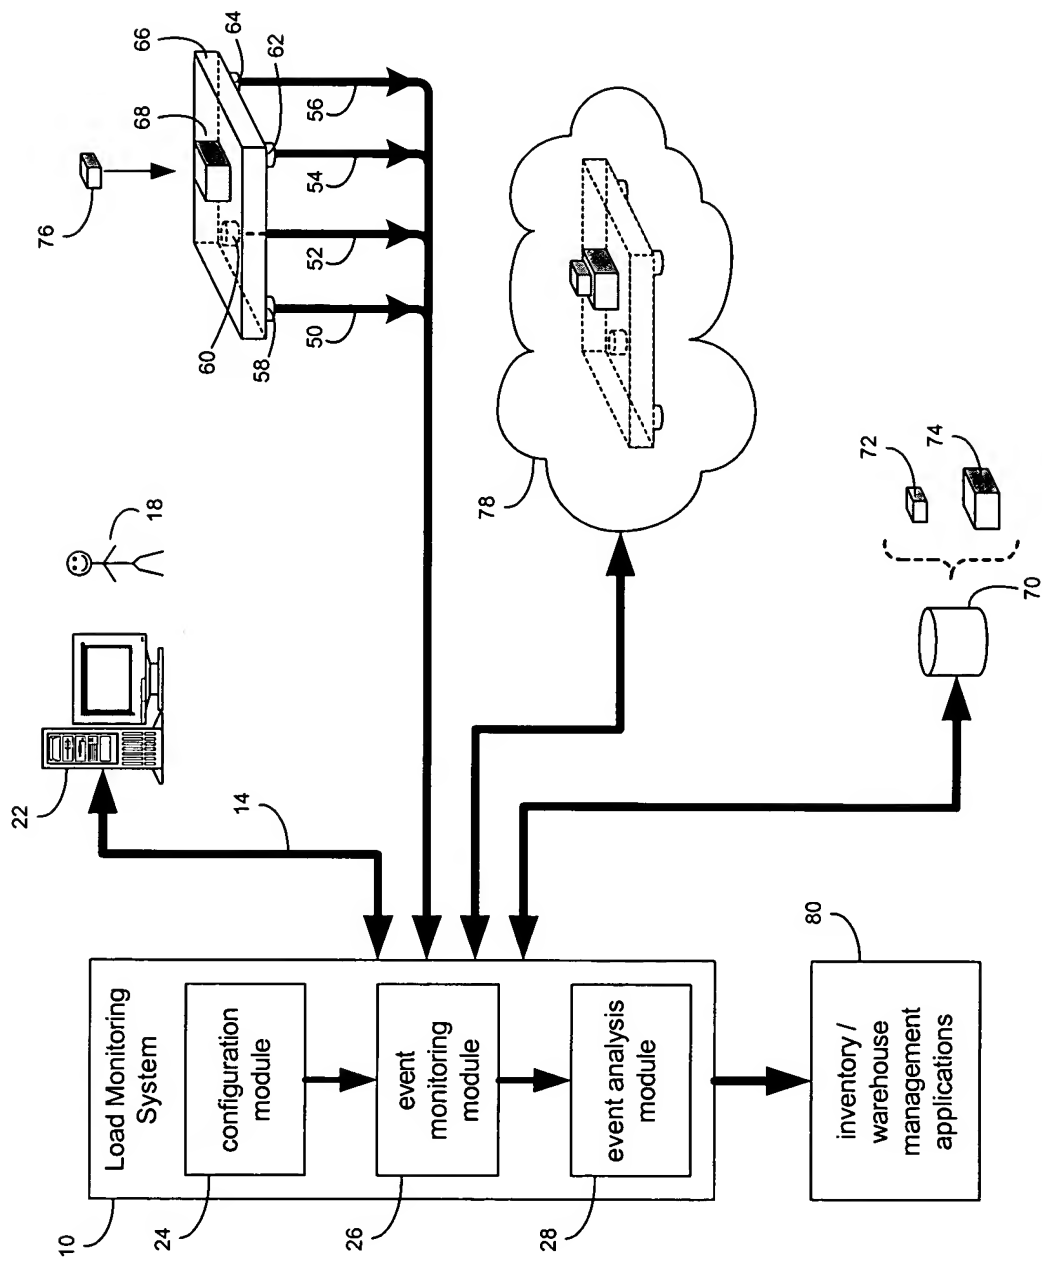 10
Load Monitoring
System
24
configuration
module
26
event
monitoring
module
28
event analysis
module
80
inventory /
warehouse
management
applications
22
14
18
76
68
66
64
62
60
58
50
52
54
56
78
70
72
74